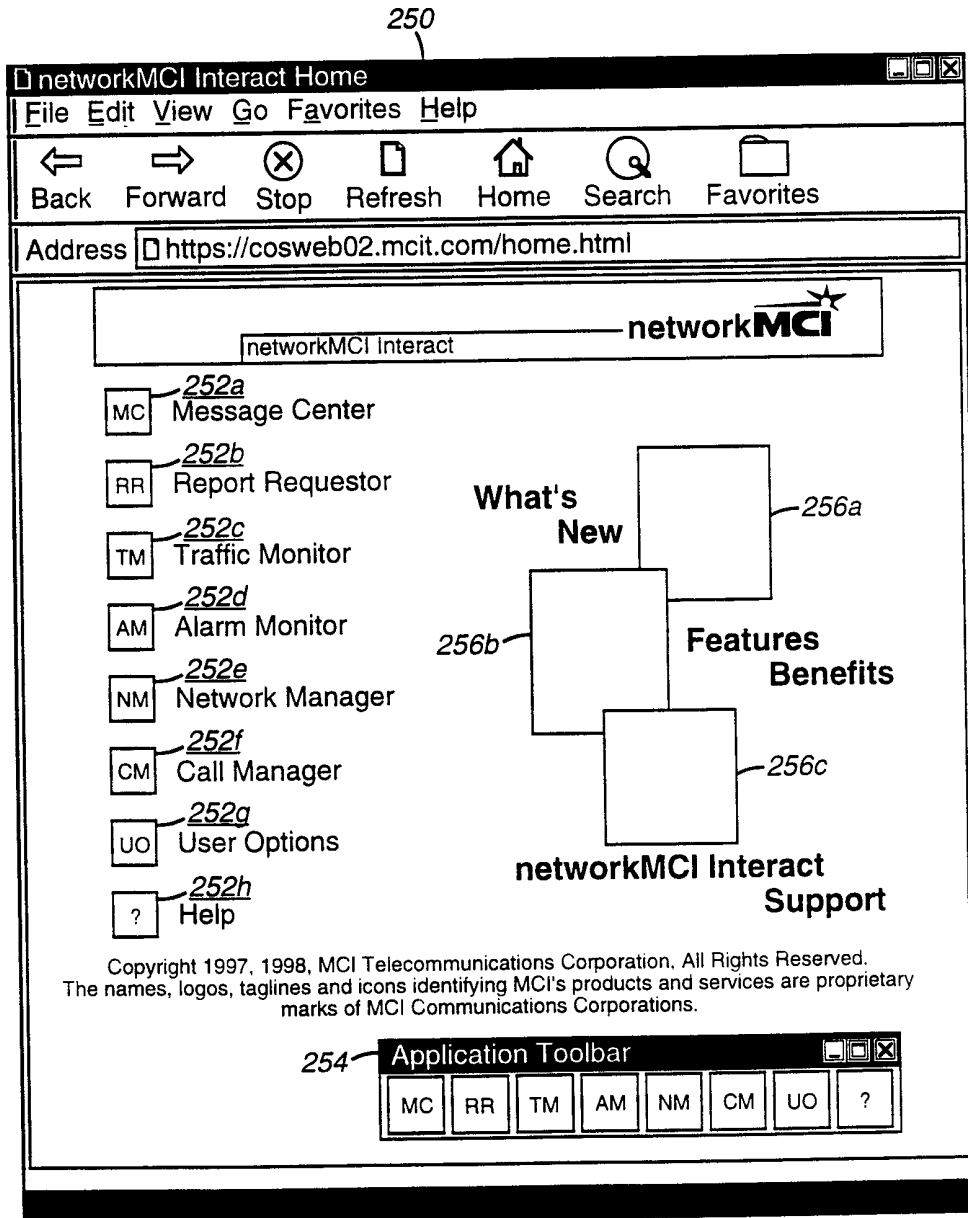 250
networkMCI Interact Home
File Edit View Go Favorites Help
Back Forward Stop Refresh Home Search Favorites
Address https://cosweb02.mcit.com/home.html
networkMCI
networkMCI Interact
252a
MC Message Center
252b
RR Report Requestor
252c
TM Traffic Monitor
252d
AM Alarm Monitor
252e
NM Network Manager
252f
CM Call Manager
252g
UO User Options
252h
? Help
What's
New
256a
256b
Features
Benefits
256c
networkMCI Interact
Support
Copyright 1997, 1998, MCI Telecommunications Corporation, All Rights Reserved.
The names, logos, taglines and icons identifying MCI's products and services are proprietary
marks of MCI Communications Corporations.
254
Application Toolbar
MC RR TM AM NM CM UO ?